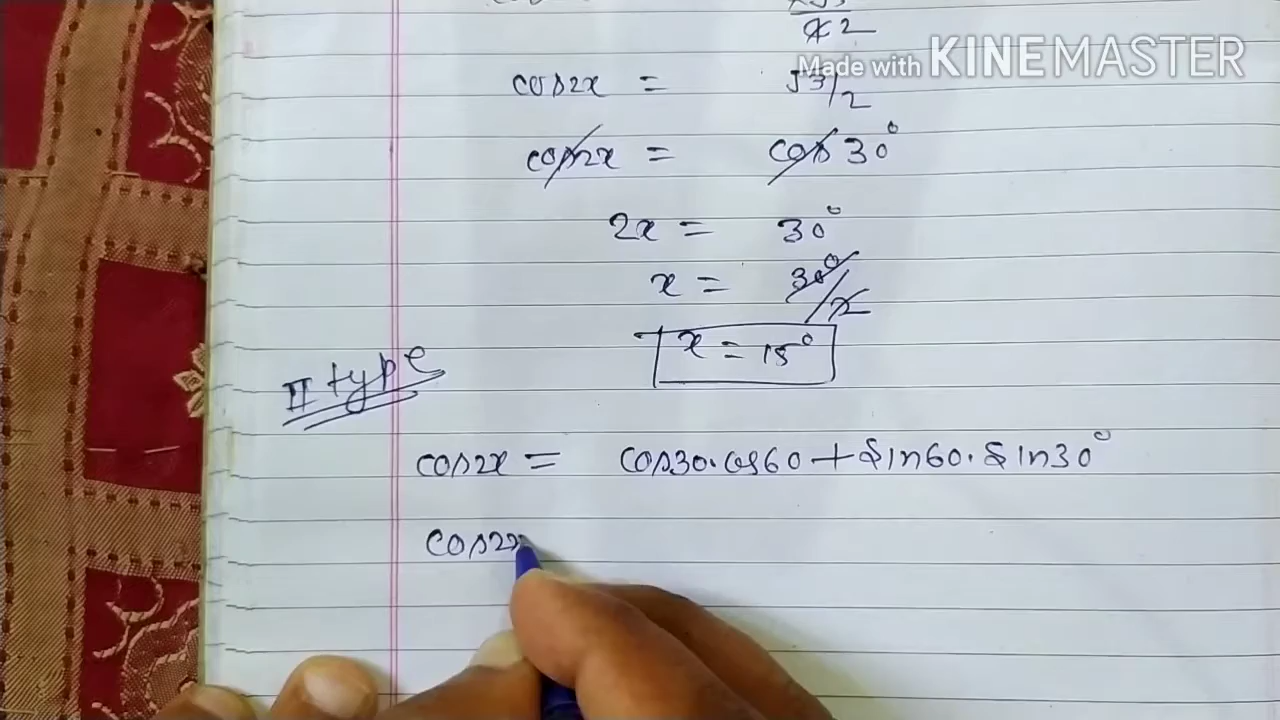 2
Made with KINEMASTER
cos2x = √3/2
cos2x = cos30°
2x = 30°
x = 30°/2
x = 15°
II type
cos2x = cos30.cos60+Sin60.Sin30°
cos2x